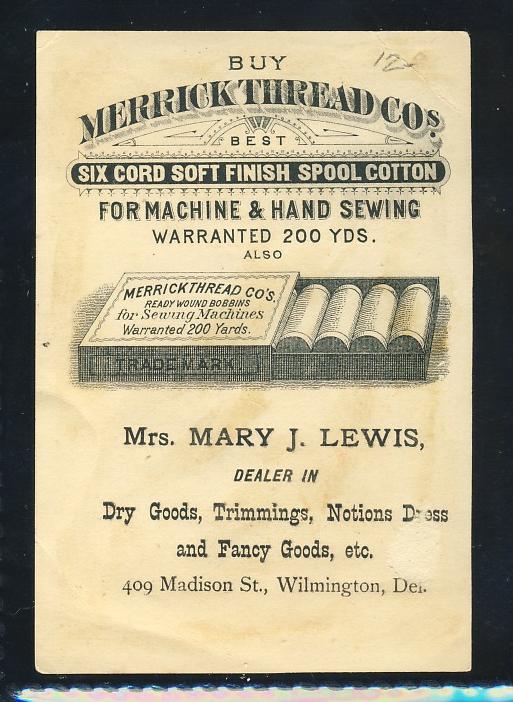 BUY
MERRICK THREAD CO'S.
BEST
SIX CORD SOFT FINISH SPOOL COTTON
FOR MACHINE & HAND SEWING
WARRANTED 200 YDS.
ALSO
MERRICK THREAD CO'S.
READY WOUND BOBBINS
for Sewing Machines
Warranted 200 Yards.
TRADE MARK
Mrs. MARY J. LEWIS,
DEALER IN
Dry Goods, Trimmings, Notions Dress
and Fancy Goods, etc.
409 Madison St., Wilmington, Del.